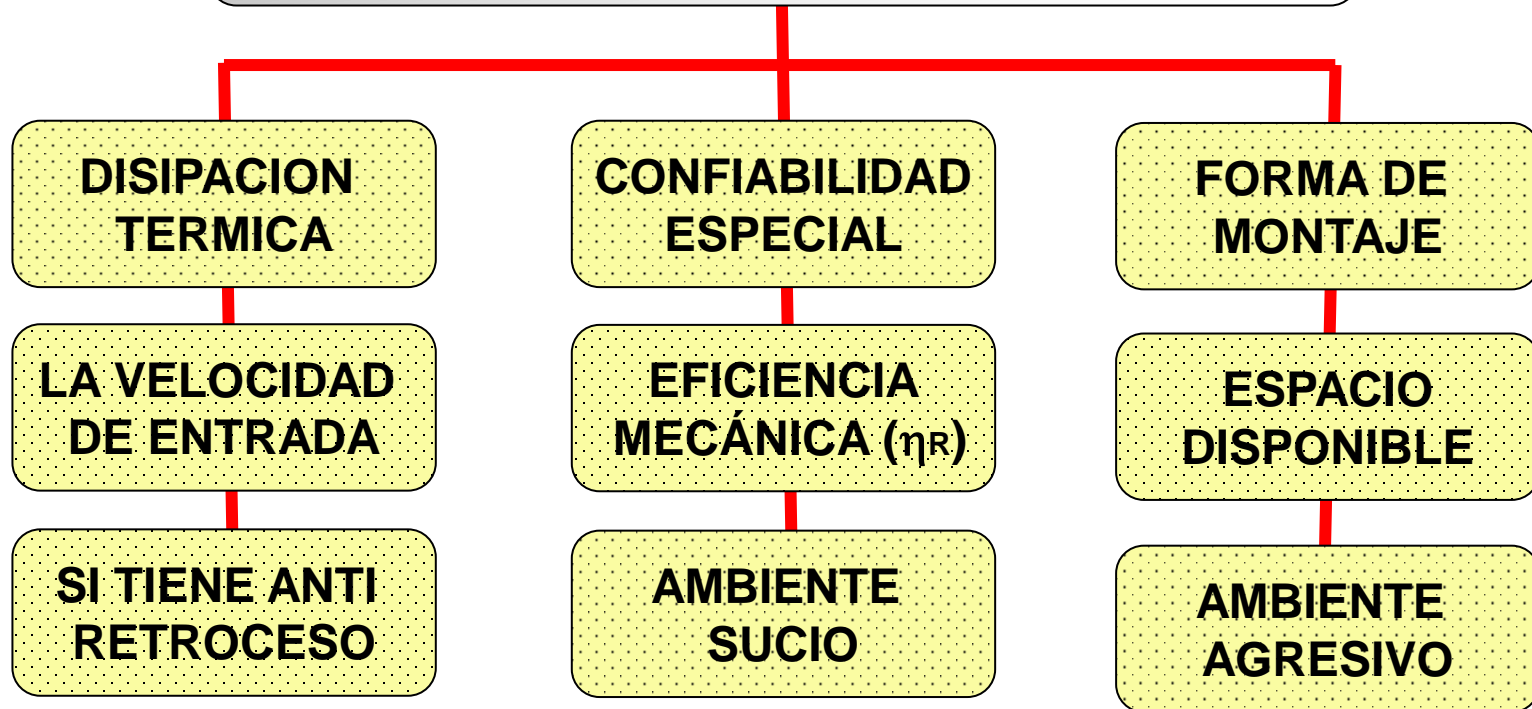 DISIPACION
TERMICA
LA VELOCIDAD
DE ENTRADA
SI TIENE ANTI
RETROCESO
CONFIABILIDAD
ESPECIAL
EFICIENCIA
MECÁNICA (ηR)
AMBIENTE
SUCIO
FORMA DE
MONTAJE
ESPACIO
DISPONIBLE
AMBIENTE
AGRESIVO